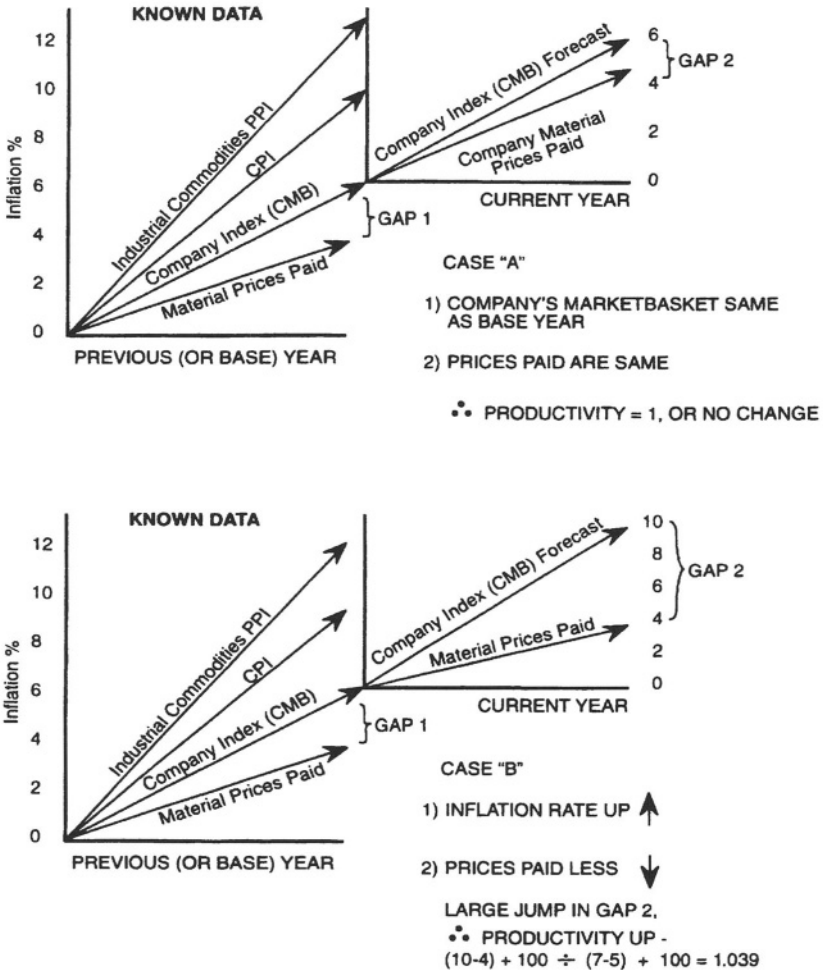 KNOWN DATA
12
10
8
6
4
2
0
Inflation %
Industrial Commodities PPI
CPI
Company Index (CMB)
Material Prices Paid
GAP 1
PREVIOUS (OR BASE) YEAR
Company Index (CMB) Forecast
Company Material
Prices Paid
6
4
2
0
GAP 2
CURRENT YEAR
CASE "A"
1) COMPANY'S MARKETBASKET SAME
AS BASE YEAR
2) PRICES PAID ARE SAME
∴ PRODUCTIVITY = 1, OR NO CHANGE
KNOWN DATA
12
10
8
6
4
2
0
Inflation %
Industrial Commodities PPI
CPI
Company Index (CMB)
Material Prices Paid
GAP 1
PREVIOUS (OR BASE) YEAR
Company Index (CMB) Forecast
Material Prices Paid
10
8
6
4
2
0
GAP 2
CURRENT YEAR
CASE "B"
1) INFLATION RATE UP ↑
2) PRICES PAID LESS ↓
LARGE JUMP IN GAP 2,
∴ PRODUCTIVITY UP -
(10-4) + 100 ÷ (7-5) + 100 = 1.039